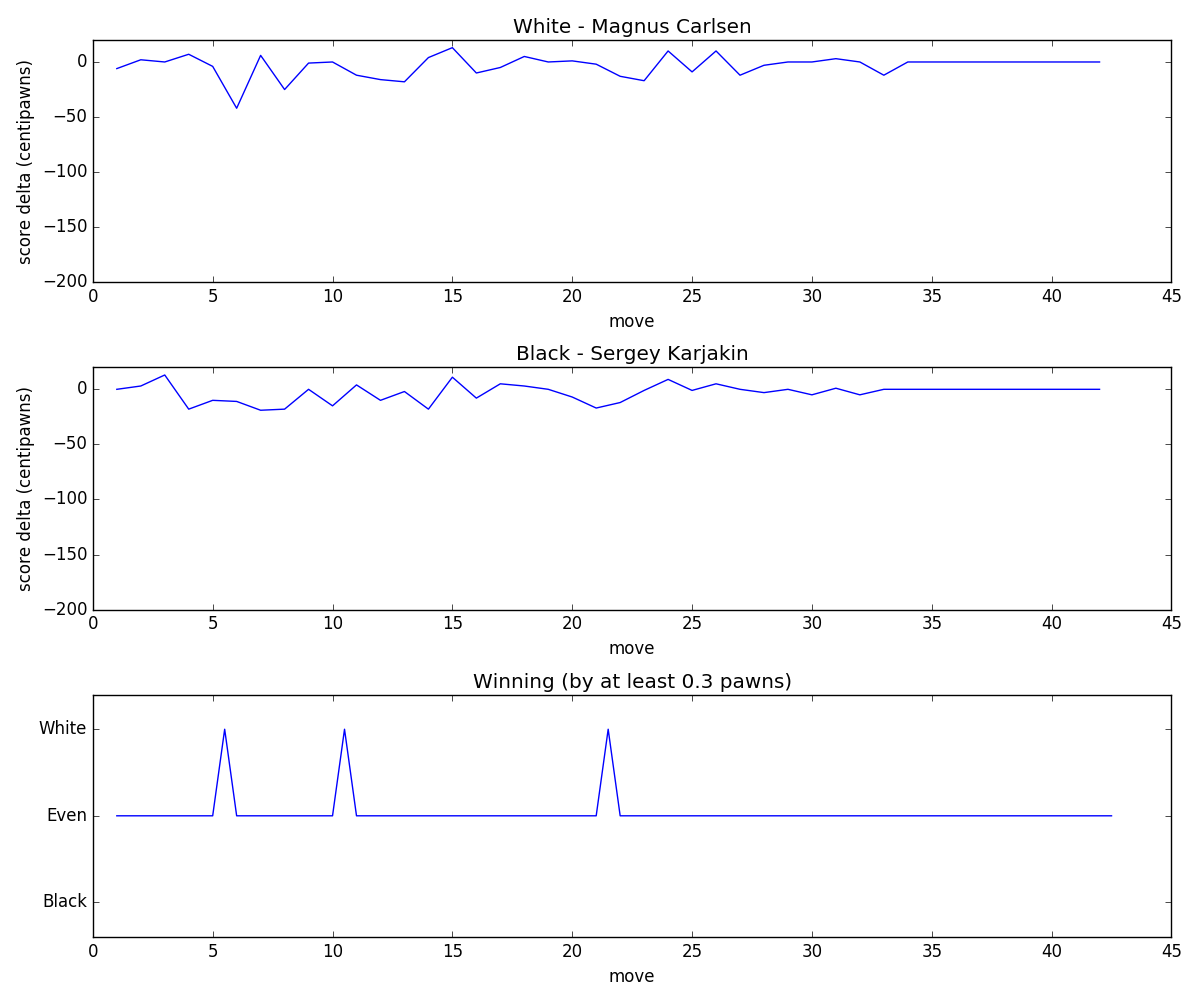 White - Magnus Carlsen
score delta (centipawns)
0
−50
−100
−150
−200
0 5 10 15 20 25 30 35 40 45
move
Black - Sergey Karjakin
score delta (centipawns)
0
−50
−100
−150
−200
0 5 10 15 20 25 30 35 40 45
move
Winning (by at least 0.3 pawns)
White
Even
Black
0 5 10 15 20 25 30 35 40 45
move